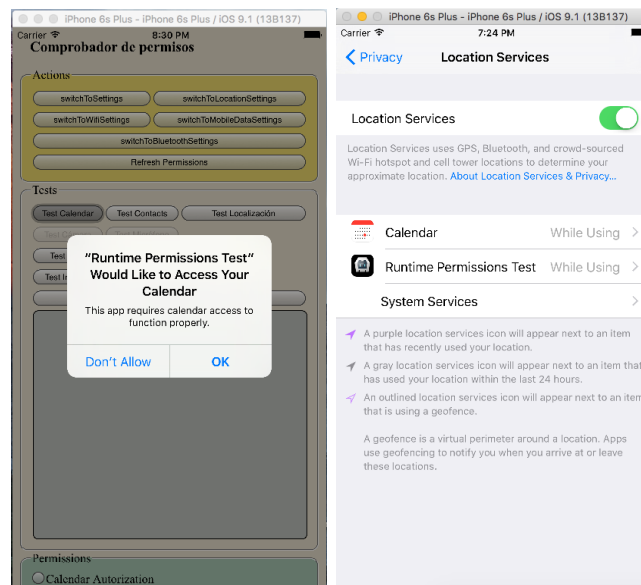 iPhone 6s Plus - iPhone 6s Plus / iOS 9.1 (13B137)
Carrier 8:30 PM
Comprobador de permisos
Actions
switchToSettings switchToLocationSettings
switchToWifiSettings switchToMobileDataSettings
switchToBluetoothSettings
Refresh Permissions
Tests
Test Calendar Test Contacts Test Localización
Test
Test
"Runtime Permissions Test"
Would Like to Access Your
Calendar
This app requires calendar access to
function properly.
Don't Allow OK
Permissions
Calendar Autorization
iPhone 6s Plus - iPhone 6s Plus / iOS 9.1 (13B137)
Carrier 7:24 PM
Privacy Location Services
Location Services
Location Services uses GPS, Bluetooth, and crowd-sourced
Wi-Fi hotspot and cell tower locations to determine your
approximate location. About Location Services & Privacy...
Calendar While Using
Runtime Permissions Test While Using
System Services
A purple location services icon will appear next to an item
that has recently used your location.
A gray location services icon will appear next to an item that
has used your location within the last 24 hours.
An outlined location services icon will appear next to an item
that is using a geofence.
A geofence is a virtual perimeter around a location. Apps
use geofencing to notify you when you arrive at or leave
these locations.